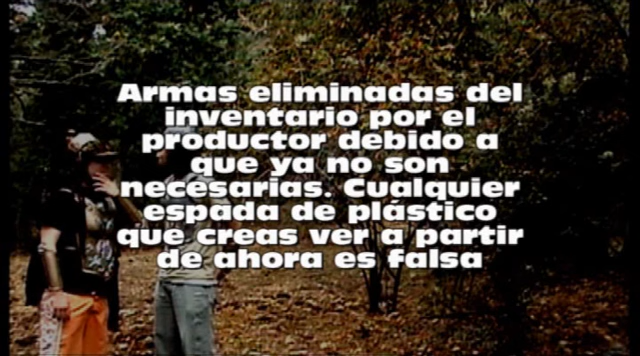 Armas eliminadas del
inventario por el
productor debido a
que ya no son
necesarias. Cualquier
espada de plástico
que creas ver a partir
de ahora es falsa